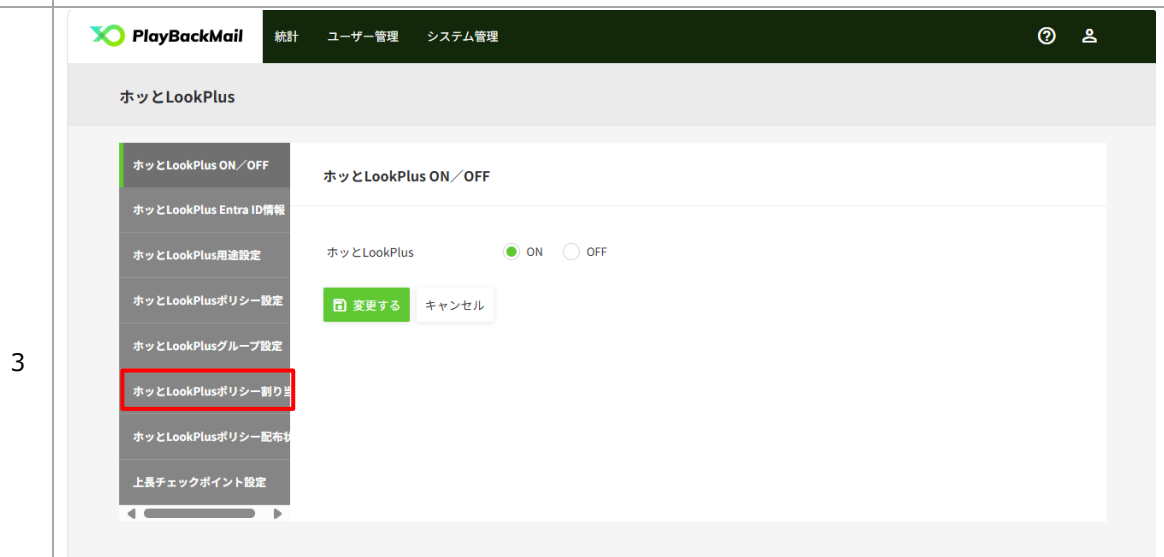 PlayBackMail 統計 ユーザー管理 システム管理
ホッとLookPlus
ホッとLookPlus ON／OFF
ホッとLookPlus Entra ID情報
ホッとLookPlus用途設定
ホッとLookPlusポリシー設定
ホッとLookPlusグループ設定
ホッとLookPlusポリシー割り当
ホッとLookPlusポリシー配布状
上長チェックポイント設定
ホッとLookPlus ON／OFF
ホッとLookPlus ON OFF
変更する キャンセル
3